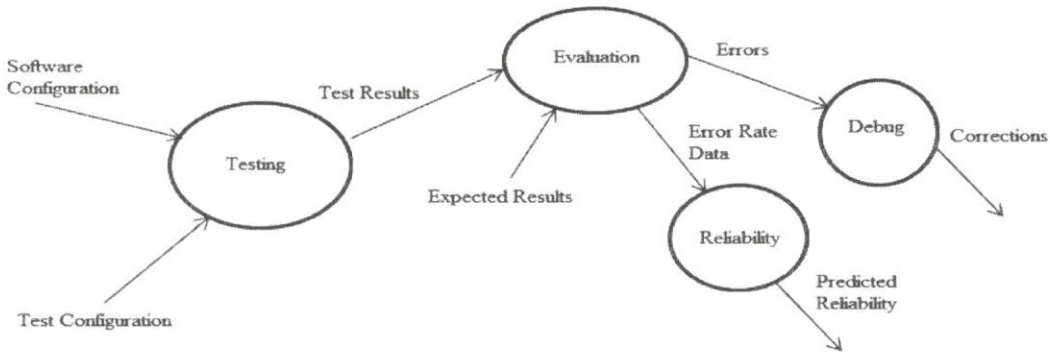 Software
Configuration
Testing
Test Configuration
Test Results
Expected Results
Evaluation
Errors
Error Rate
Data
Debug
Corrections
Reliability
Predicted
Reliability